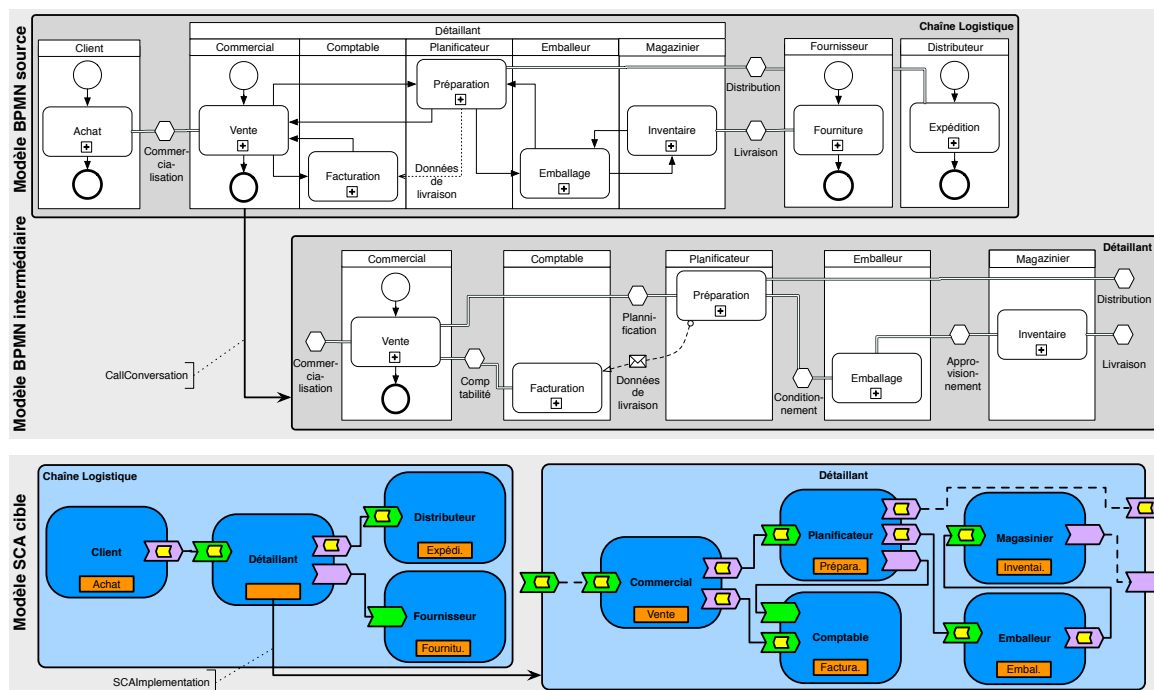 Modèle BPMN source
Chaîne Logistique
Détaillant
Client
Commercial
Comptable
Planificateur
Emballeur
Magazinier
Fournisseur
Distributeur
Achat
Commer-
cia-
lisation
Vente
Facturation
Préparation
Données
de
livraison
Emballage
Inventaire
Distribution
Livraison
Fourniture
Expédition
Modèle BPMN intermédiaire
CallConversation
Détaillant
Commercial
Comptable
Planificateur
Emballeur
Magazinier
Commer-
cia-
lisation
Vente
Comp
tabilité
Facturation
Planni-
fication
Données
de
livraison
Préparation
Condition-
nement
Emballage
Appro-
vision-
nement
Inventaire
Distribution
Livraison
Modèle SCA cible
Chaîne Logistique
Client
Achat
Détaillant
Distributeur
Expédi.
Fournisseur
Fournitu.
SCAImplementation
Détaillant
Commercial
Vente
Planificateur
Prépara.
Comptable
Factura.
Magasinier
Inventai.
Emballeur
Embal.